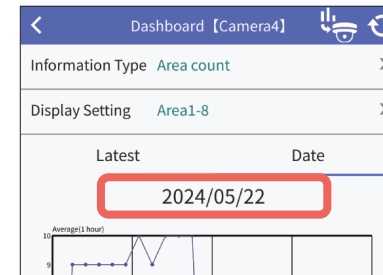 Dashboard【Camera4】
Information Type Area count
Display Setting Area1-8
Latest Date
2024/05/22
Average(1 hour)
10
9